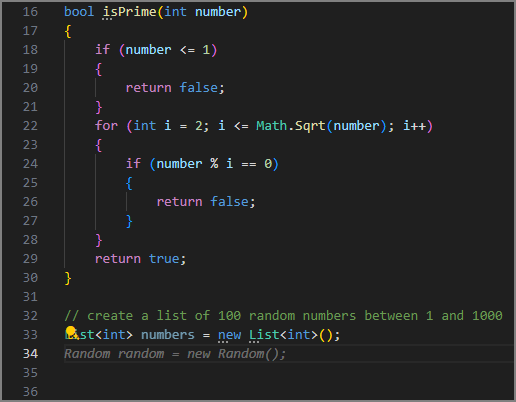 16 bool isPrime(int number)
17 {
18 if (number <= 1)
19 {
20 return false;
21 }
22 for (int i = 2; i <= Math.Sqrt(number); i++)
23 {
24 if (number % i == 0)
25 {
26 return false;
27 }
28 }
29 return true;
30 }
31
32 // create a list of 100 random numbers between 1 and 1000
33 List<int> numbers = new List<int>();
34 Random random = new Random();
35
36